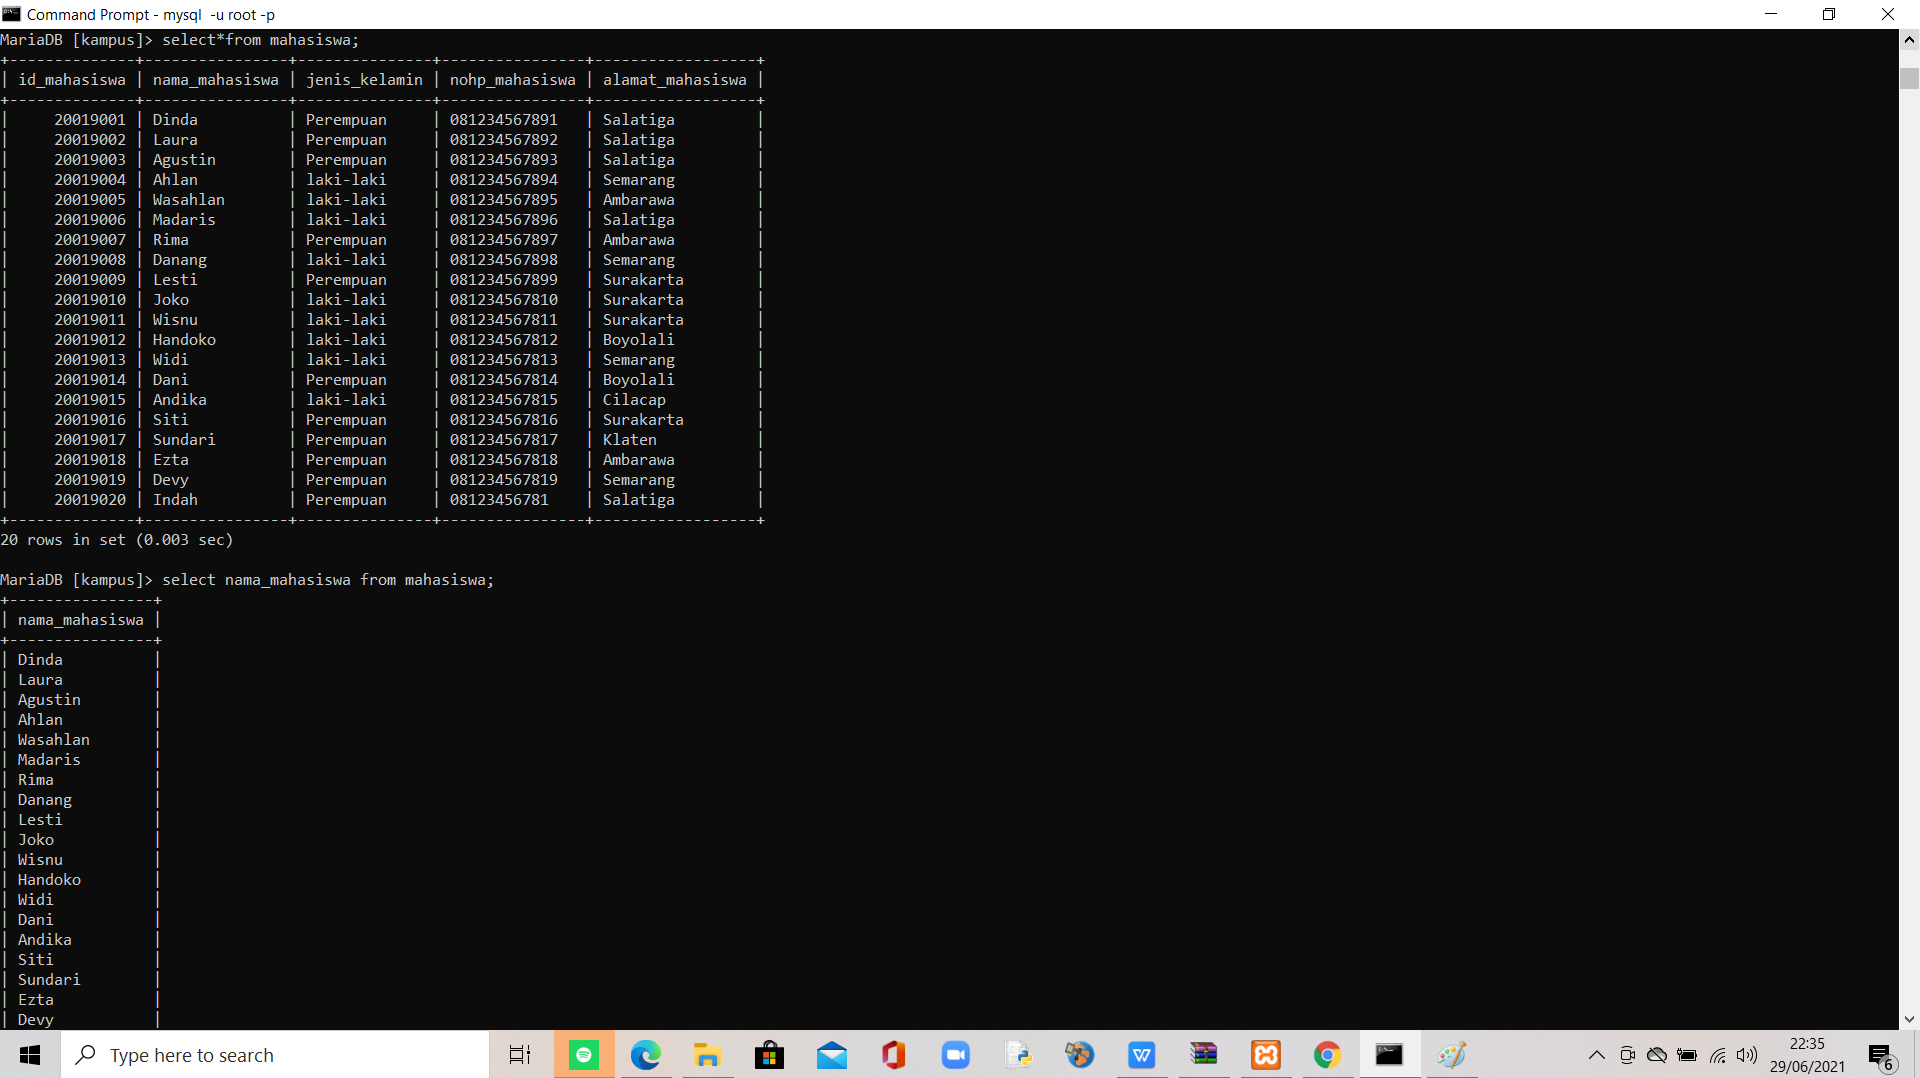 Command Prompt - mysql  -u root -p
MariaDB [kampus]> select*from mahasiswa;
+--------------+----------------+---------------+----------------+------------------+
| id_mahasiswa | nama_mahasiswa | jenis_kelamin | nohp_mahasiswa | alamat_mahasiswa |
+--------------+----------------+---------------+----------------+------------------+
|     20019001 | Dinda          | Perempuan     | 081234567891   | Salatiga         |
|     20019002 | Laura          | Perempuan     | 081234567892   | Salatiga         |
|     20019003 | Agustin        | Perempuan     | 081234567893   | Salatiga         |
|     20019004 | Ahlan          | laki-laki     | 081234567894   | Semarang         |
|     20019005 | Wasahlan       | laki-laki     | 081234567895   | Ambarawa         |
|     20019006 | Madaris        | laki-laki     | 081234567896   | Salatiga         |
|     20019007 | Rima           | Perempuan     | 081234567897   | Ambarawa         |
|     20019008 | Danang         | laki-laki     | 081234567898   | Semarang         |
|     20019009 | Lesti          | Perempuan     | 081234567899   | Surakarta        |
|     20019010 | Joko           | laki-laki     | 081234567810   | Surakarta        |
|     20019011 | Wisnu          | laki-laki     | 081234567811   | Surakarta        |
|     20019012 | Handoko        | laki-laki     | 081234567812   | Boyolali         |
|     20019013 | Widi           | laki-laki     | 081234567813   | Semarang         |
|     20019014 | Dani           | Perempuan     | 081234567814   | Boyolali         |
|     20019015 | Andika         | laki-laki     | 081234567815   | Cilacap          |
|     20019016 | Siti           | Perempuan     | 081234567816   | Surakarta        |
|     20019017 | Sundari        | Perempuan     | 081234567817   | Klaten           |
|     20019018 | Ezta           | Perempuan     | 081234567818   | Ambarawa         |
|     20019019 | Devy           | Perempuan     | 081234567819   | Semarang         |
|     20019020 | Indah          | Perempuan     | 08123456781    | Salatiga         |
+--------------+----------------+---------------+----------------+------------------+
20 rows in set (0.003 sec)
MariaDB [kampus]> select nama_mahasiswa from mahasiswa;
+----------------+
| nama_mahasiswa |
+----------------+
| Dinda          |
| Laura          |
| Agustin        |
| Ahlan          |
| Wasahlan       |
| Madaris        |
| Rima           |
| Danang         |
| Lesti          |
| Joko           |
| Wisnu          |
| Handoko        |
| Widi           |
| Dani           |
| Andika         |
| Siti           |
| Sundari        |
| Ezta           |
| Devy           |
Type here to search
22:35
29/06/2021
6